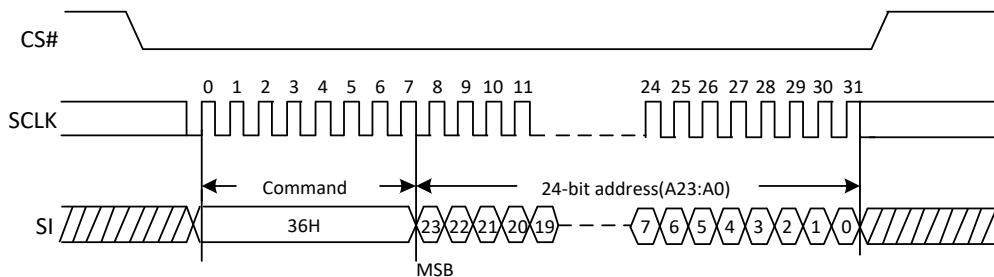 CS#
0 1 2 3 4 5 6 7 8 9 10 11 24 25 26 27 28 29 30 31
SCLK
Command 24-bit address(A23:A0)
SI 36H 23 22 21 20 19 7 6 5 4 3 2 1 0
MSB